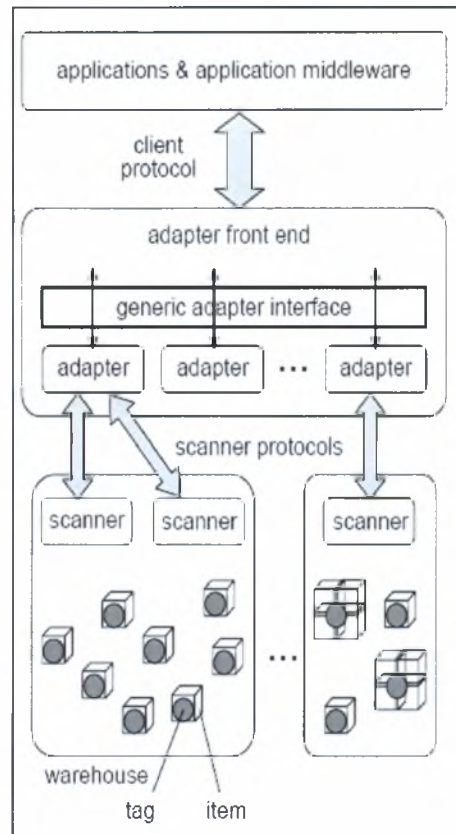 applications & application middleware
client
protocol
adapter front end
generic adapter interface
adapter adapter ... adapter
scanner protocols
scanner scanner scanner
...
warehouse
tag item